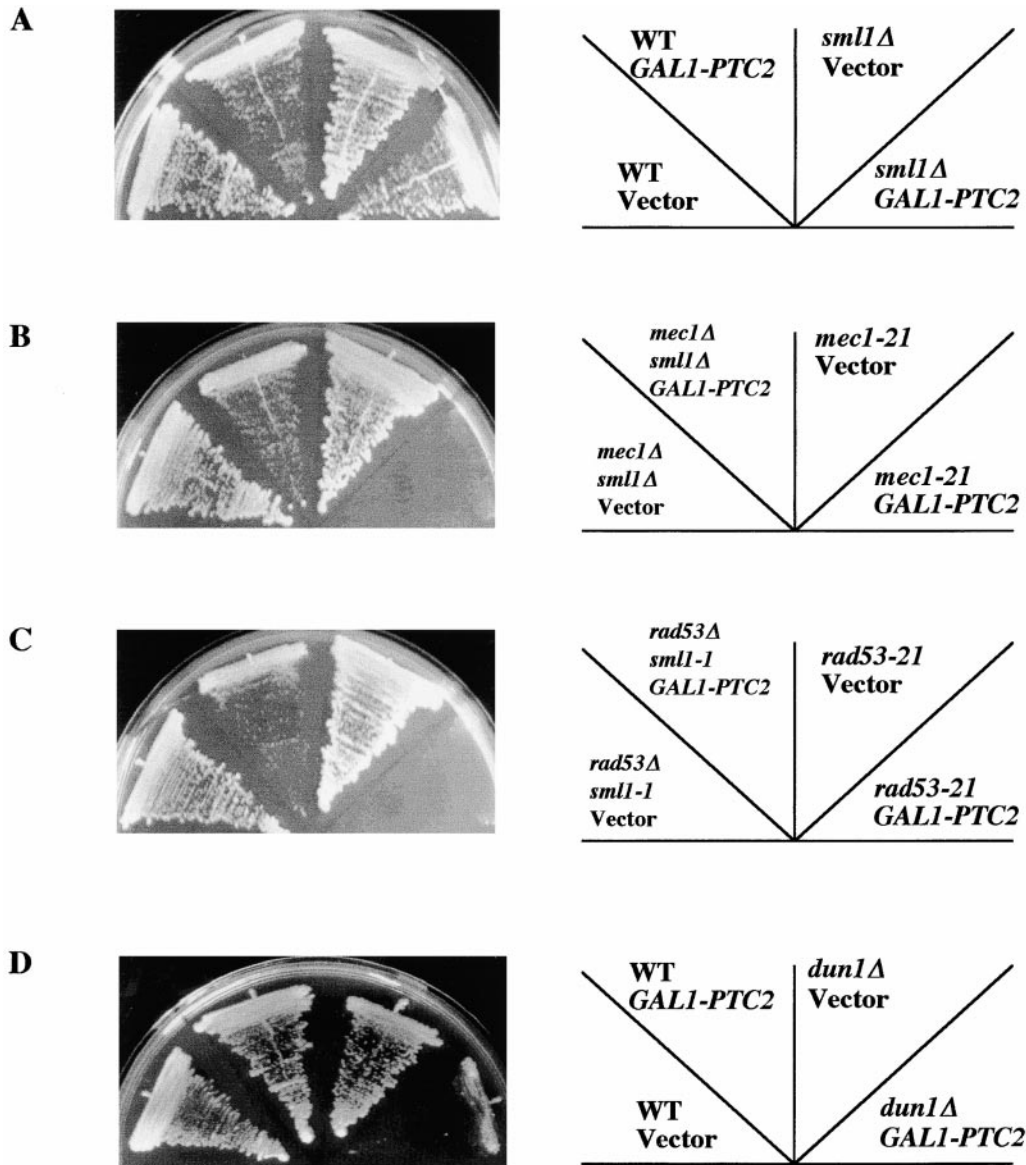 A
WT
GAL1-PTC2
sml1Δ
Vector
WT
Vector
sml1Δ
GAL1-PTC2
B
mec1Δ
sml1Δ
GAL1-PTC2
mec1-21
Vector
mec1Δ
sml1Δ
Vector
mec1-21
GAL1-PTC2
C
rad53Δ
sml1-1
GAL1-PTC2
rad53-21
Vector
rad53Δ
sml1-1
Vector
rad53-21
GAL1-PTC2
D
WT
GAL1-PTC2
dun1Δ
Vector
WT
Vector
dun1Δ
GAL1-PTC2